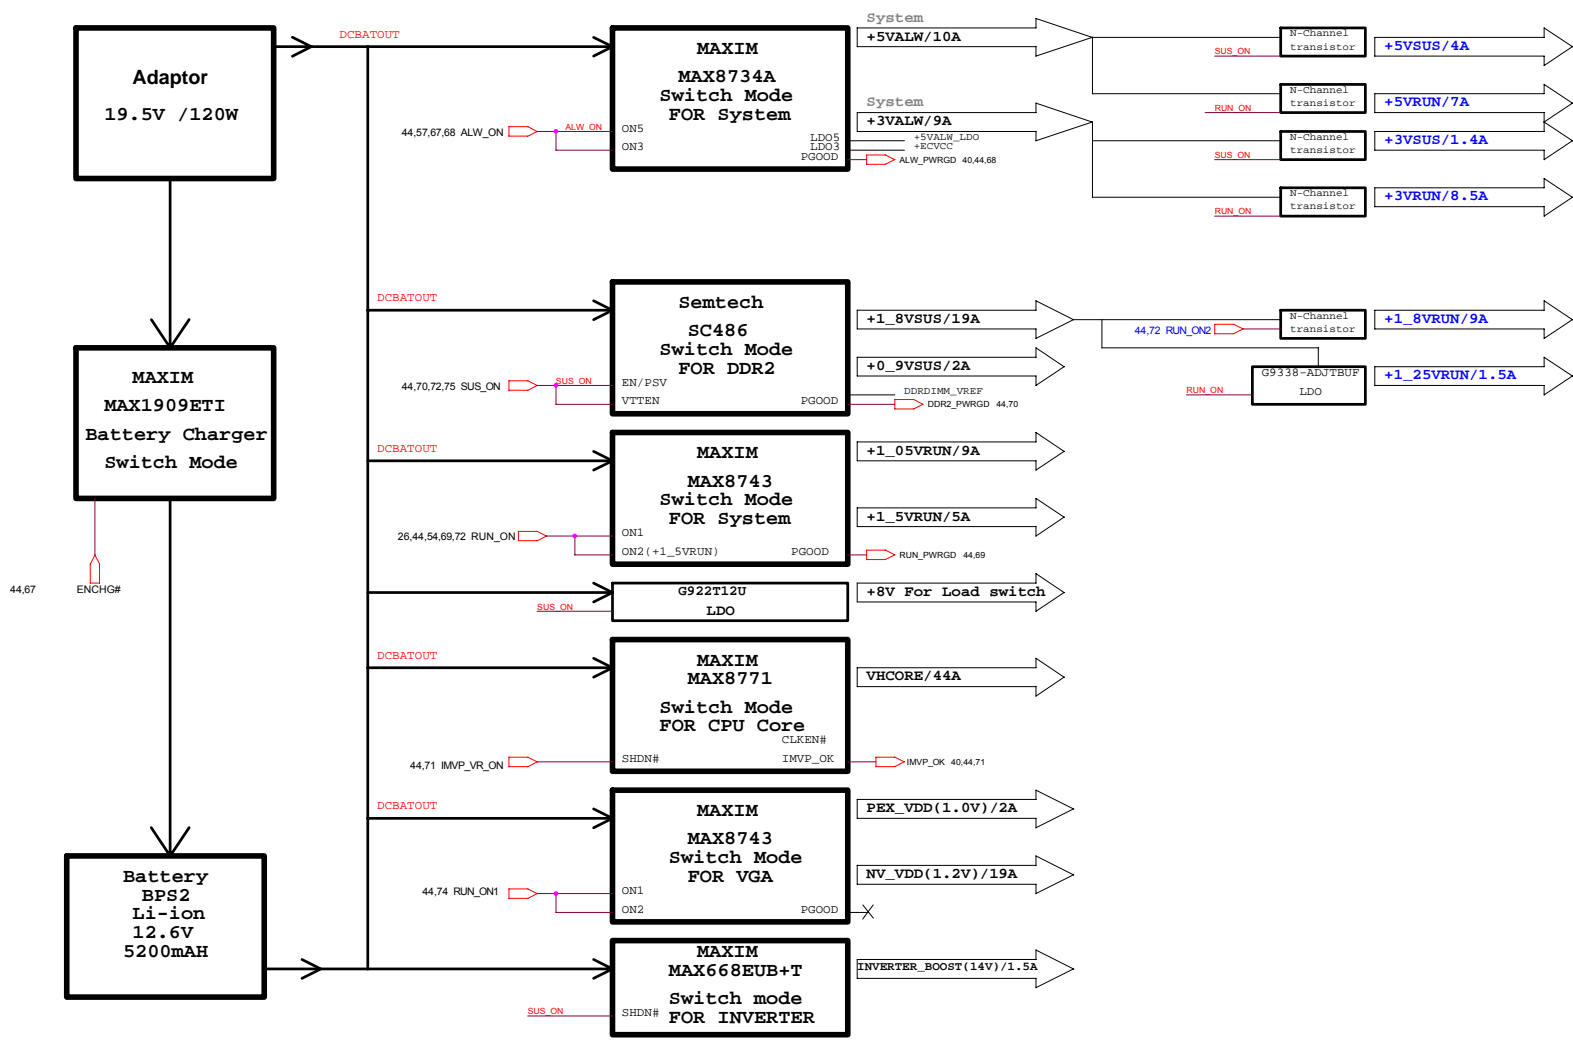 Adaptor
19.5V /120W
MAXIM
MAX1909ETI
Battery Charger
Switch Mode
44,67 ENCHG#
Battery
BPS2
Li-ion
12.6V
5200mAH
DCBATOUT
MAXIM
MAX8734A
Switch Mode
FOR System
44,57,67,68 ALW_ON
ALW_ON
ON5
ON3
LDO5
LDO3
PGOOD
+5VALW_LDO
+ECVCC
ALW_PWRGD 40,44,68
System
+5VALW/10A
System
+3VALW/9A
N-Channel
transistor
SUS_ON
+5VSUS/4A
N-Channel
transistor
RUN_ON
+5VRUN/7A
N-Channel
transistor
SUS_ON
+3VSUS/1.4A
N-Channel
transistor
RUN_ON
+3VRUN/8.5A
DCBATOUT
Semtech
SC486
Switch Mode
FOR DDR2
44,70,72,75 SUS_ON
SUS_ON
EN/PSV
VTTEN
PGOOD
+1_8VSUS/19A
+0_9VSUS/2A
DDRDIMM_VREF
DDR2_PWRGD 44,70
44,72 RUN_ON2
N-Channel
transistor
+1_8VRUN/9A
G9338-ADJTBUF
LDO
RUN_ON
+1_25VRUN/1.5A
DCBATOUT
MAXIM
MAX8743
Switch Mode
FOR System
26,44,54,69,72 RUN_ON
ON1
ON2(+1_5VRUN)
PGOOD
+1_05VRUN/9A
+1_5VRUN/5A
RUN_PWRGD 44,69
G922T12U
LDO
SUS_ON
+8V For Load switch
DCBATOUT
MAXIM
MAX8771
Switch Mode
FOR CPU Core
CLKEN#
44,71 IMVP_VR_ON
SHDN#
IMVP_OK
IMVP_OK 40,44,71
VHCORE/44A
DCBATOUT
MAXIM
MAX8743
Switch Mode
FOR VGA
44,74 RUN_ON1
ON1
ON2
PGOOD
PEX_VDD(1.0V)/2A
NV_VDD(1.2V)/19A
MAXIM
MAX668EUB+T
Switch mode
FOR INVERTER
SUS_ON
SHDN#
INVERTER_BOOST(14V)/1.5A